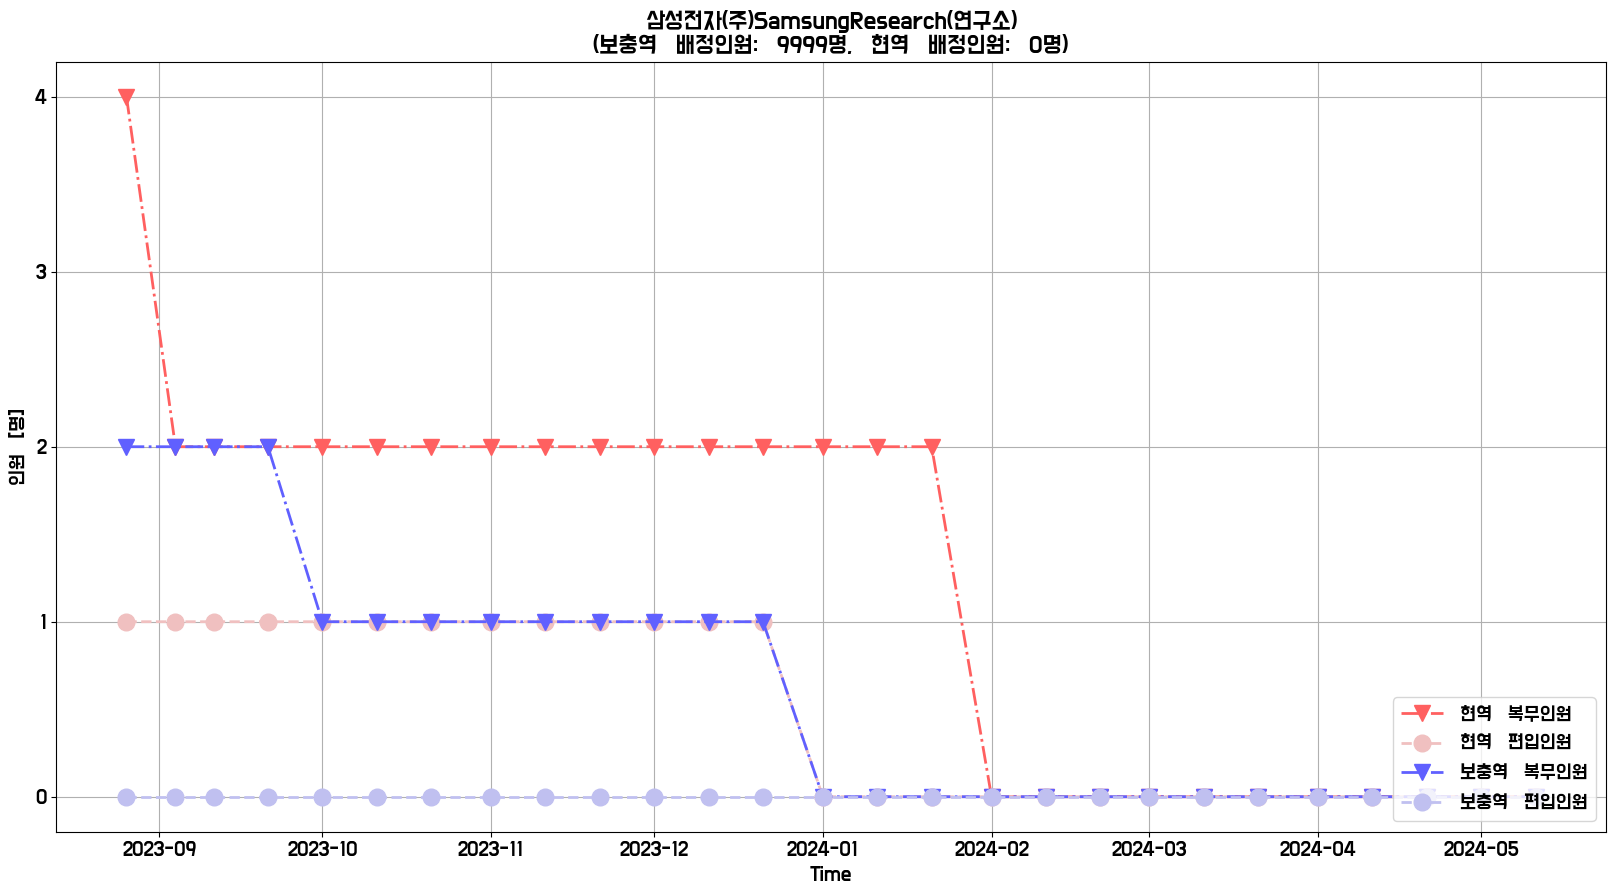 삼성전자(주)SamsungResearch(연구소)
(보충역 배정인원: 9999명, 현역 배정인원: 0명)
4
3
2
1
0
인원 [명]
2023-09 2023-10 2023-11 2023-12 2024-01 2024-02 2024-03 2024-04 2024-05
Time
현역 복무인원
현역 편입인원
보충역 복무인원
보충역 편입인원